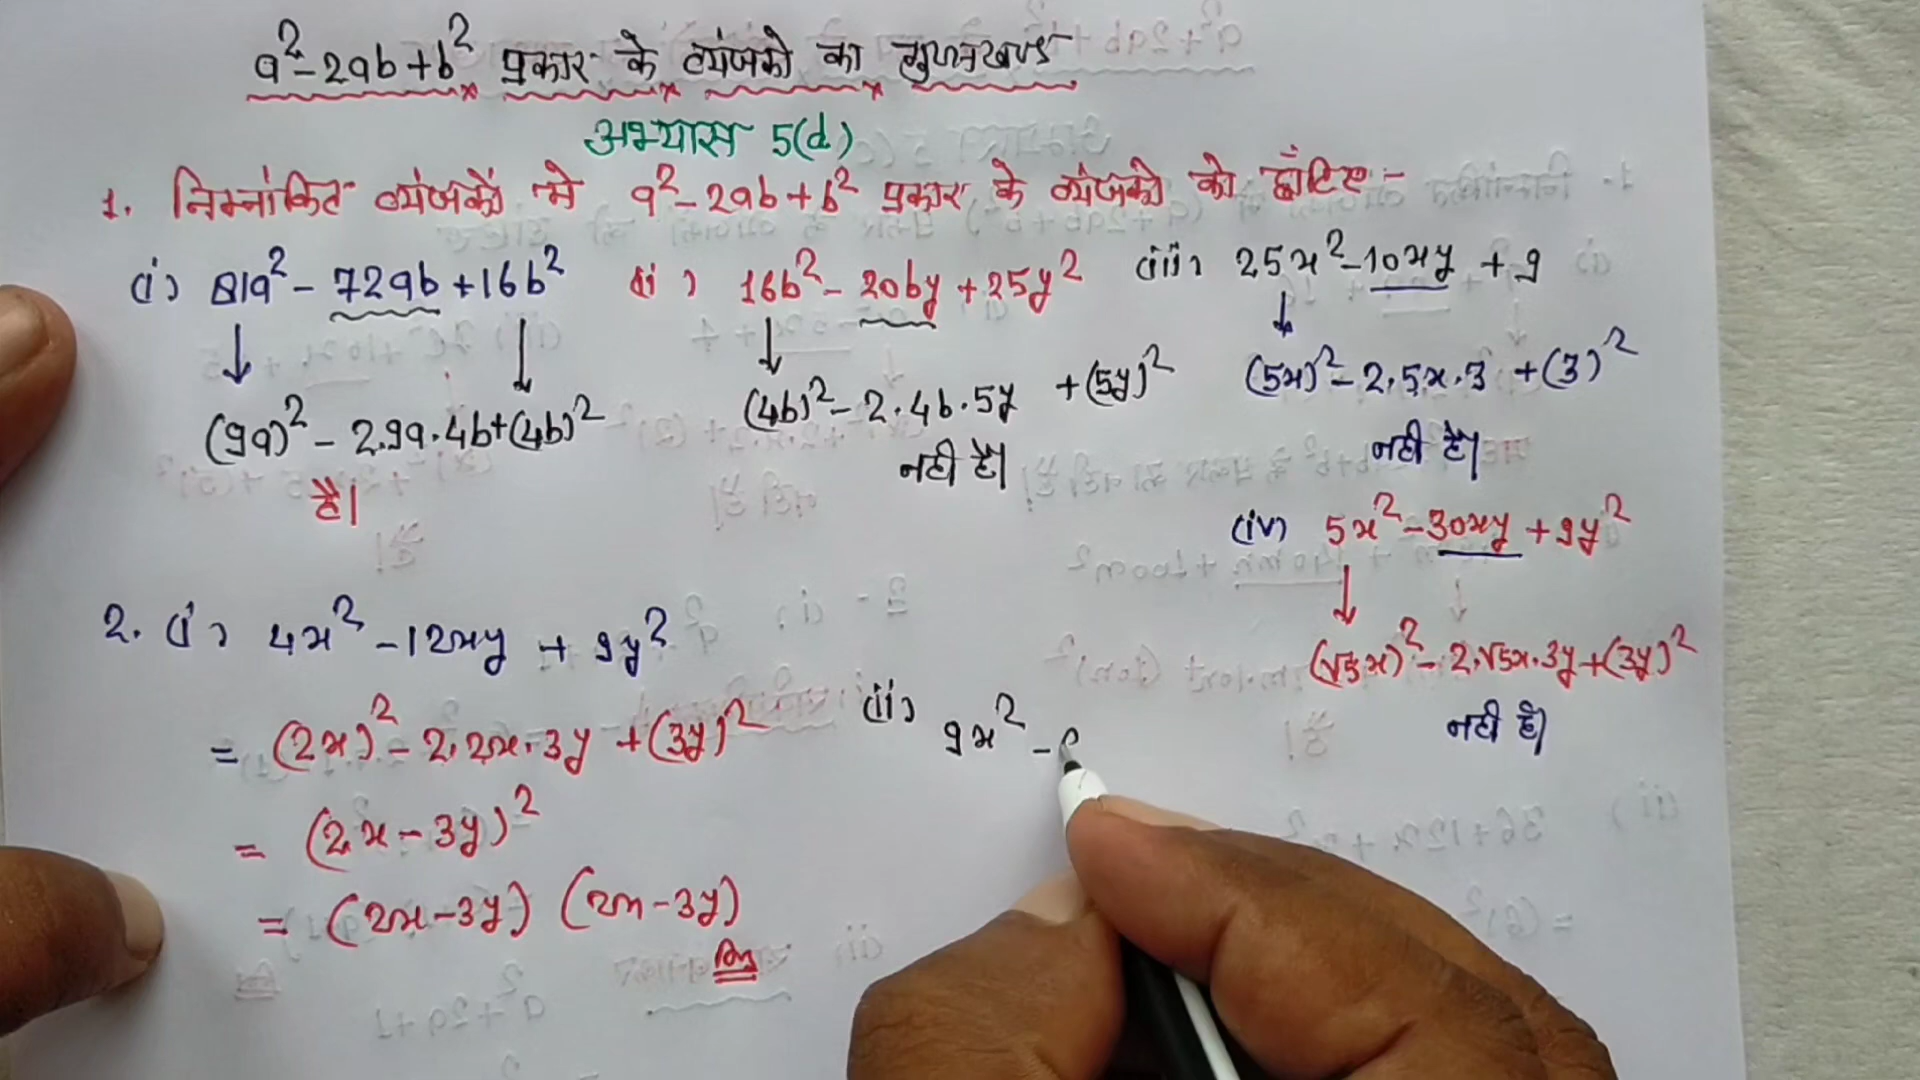 a²-2ab+b² प्रकार के व्यंजको का गुणनखण्ड
अभ्यास 5(d)
1. निम्नांकित व्यंजकों मे a²-2ab+b² प्रकार के व्यंजको को छाँटिए:-
(i) 81a² - 72ab + 16b²
(9a)² - 2.9a.4b+(4b)²
है।
(ii) 16b² - 20by + 25y²
(4b)² - 2.4b.5y + (5y)²
नही है।
(iii) 25x² - 10xy + 9
(5x)² - 2.5x.3 + (3)²
नही है।
(iv) 5x² - 30xy + 9y²
(√5x)² - 2.√5x.3y+(3y)²
नही है।
2. (i) 4x² - 12xy + 9y²
= (2x)² - 2.2x.3y + (3y)²
= (2x - 3y)²
= (2x-3y) (2x-3y)
(ii) 9x² -